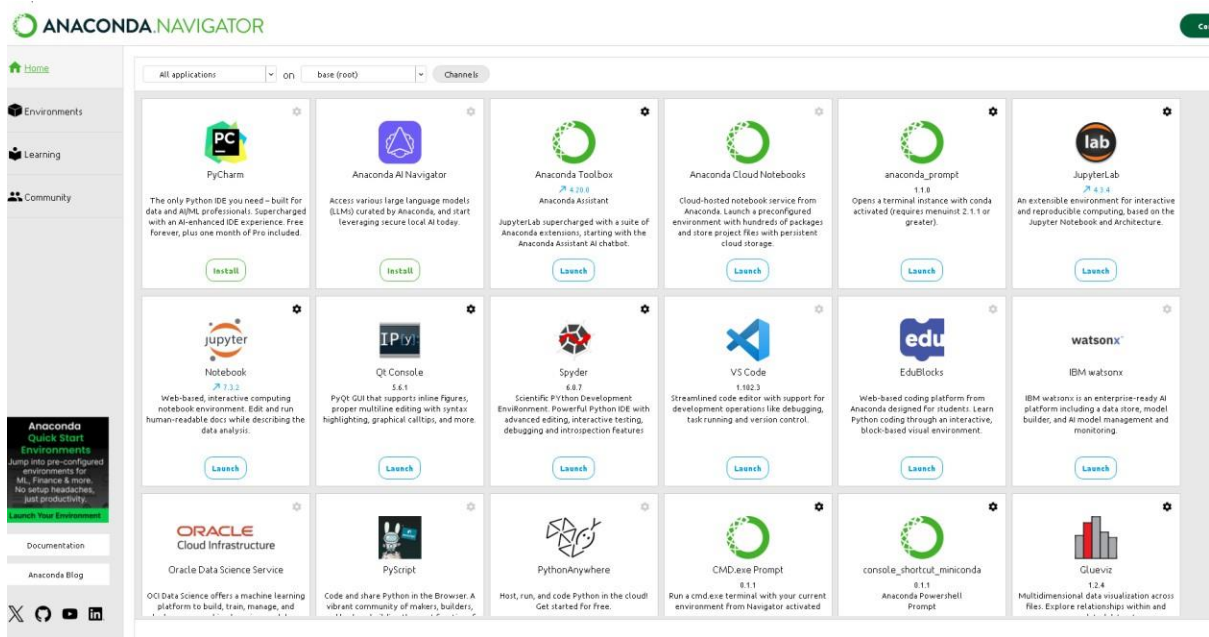 ANACONDA.NAVIGATOR
Home
Environments
Learning
Community
Anaconda
Quick Start
Environments
Jump into pre-configured
environments for
ML, Finance & more.
No setup headaches,
just productivity.
Launch Your Environment
Documentation
Anaconda Blog
All applications on base (root) Channels
PC
PyCharm
The only Python IDE you need – built for
data and AI/ML professionals. Supercharged
with an AI-enhanced IDE experience. Free
forever, plus one month of Pro included.
Install
Anaconda AI Navigator
Access various large language models
(LLMs) curated by Anaconda, and start
leveraging secure local AI today.
Install
Anaconda Toolbox
4.20.0
Anaconda Assistant
JupyterLab supercharged with a suite of
Anaconda extensions, starting with the
Anaconda Assistant AI chatbot.
Launch
Anaconda Cloud Notebooks
Cloud-hosted notebook service from
Anaconda. Launch a preconfigured
environment with hundreds of packages
and store project files with persistent
cloud storage.
Launch
anaconda_prompt
1.1.0
Opens a terminal instance with conda
activated (requires menuinst 2.1.1 or
greater).
Launch
lab
JupyterLab
4.3.4
An extensible environment for interactive
and reproducible computing, based on the
Jupyter Notebook and Architecture.
Launch
jupyter
Notebook
7.3.2
Web-based, interactive computing
notebook environment. Edit and run
human-readable docs while describing the
data analysis.
Launch
IP[y]:
Qt Console
5.6.1
PyQt GUI that supports inline figures,
proper multiline editing with syntax
highlighting, graphical calltips, and more.
Launch
Spyder
6.0.7
Scientific PYthon Development
EnviRonment. Powerful Python IDE with
advanced editing, interactive testing,
debugging and introspection features
Launch
VS Code
1.102.3
Streamlined code editor with support for
development operations like debugging,
task running and version control.
Launch
edu
EduBlocks
Web-based coding platform from
Anaconda designed for students. Learn
Python coding through an interactive,
block-based visual environment.
Launch
watsonx
IBM watsonx
IBM watsonx is an enterprise-ready AI
platform including a data store, model
builder, and AI model management and
monitoring.
Launch
ORACLE
Cloud Infrastructure
Oracle Data Science Service
OCI Data Science offers a machine learning
platform to build, train, manage, and
PyScript
Code and share Python in the Browser. A
vibrant community of makers, builders,
PythonAnywhere
Host, run, and code Python in the cloud!
Get started for free.
CMD.exe Prompt
0.1.1
Run a cmd.exe terminal with your current
environment from Navigator activated
console_shortcut_miniconda
0.1.1
Anaconda Powershell
Prompt
Glueviz
1.2.4
Multidimensional data visualization across
files. Explore relationships within and